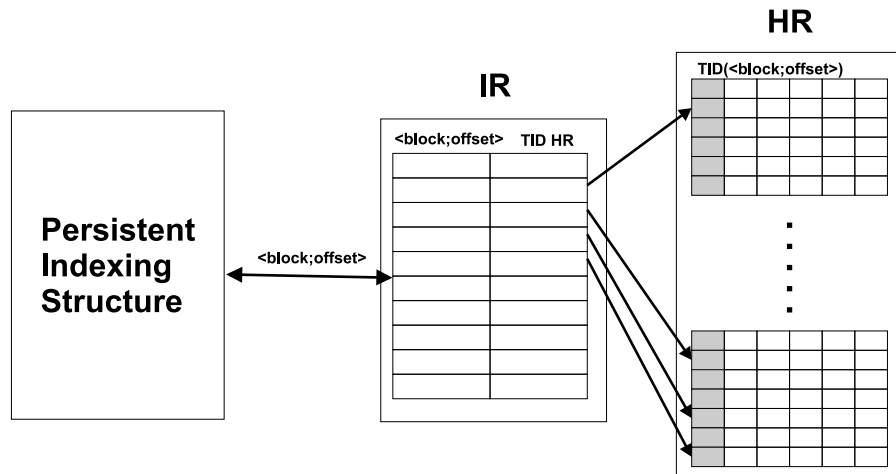 HR
TID(<block;offset>)
IR
<block;offset> TID HR
Persistent
Indexing
Structure
<block;offset>